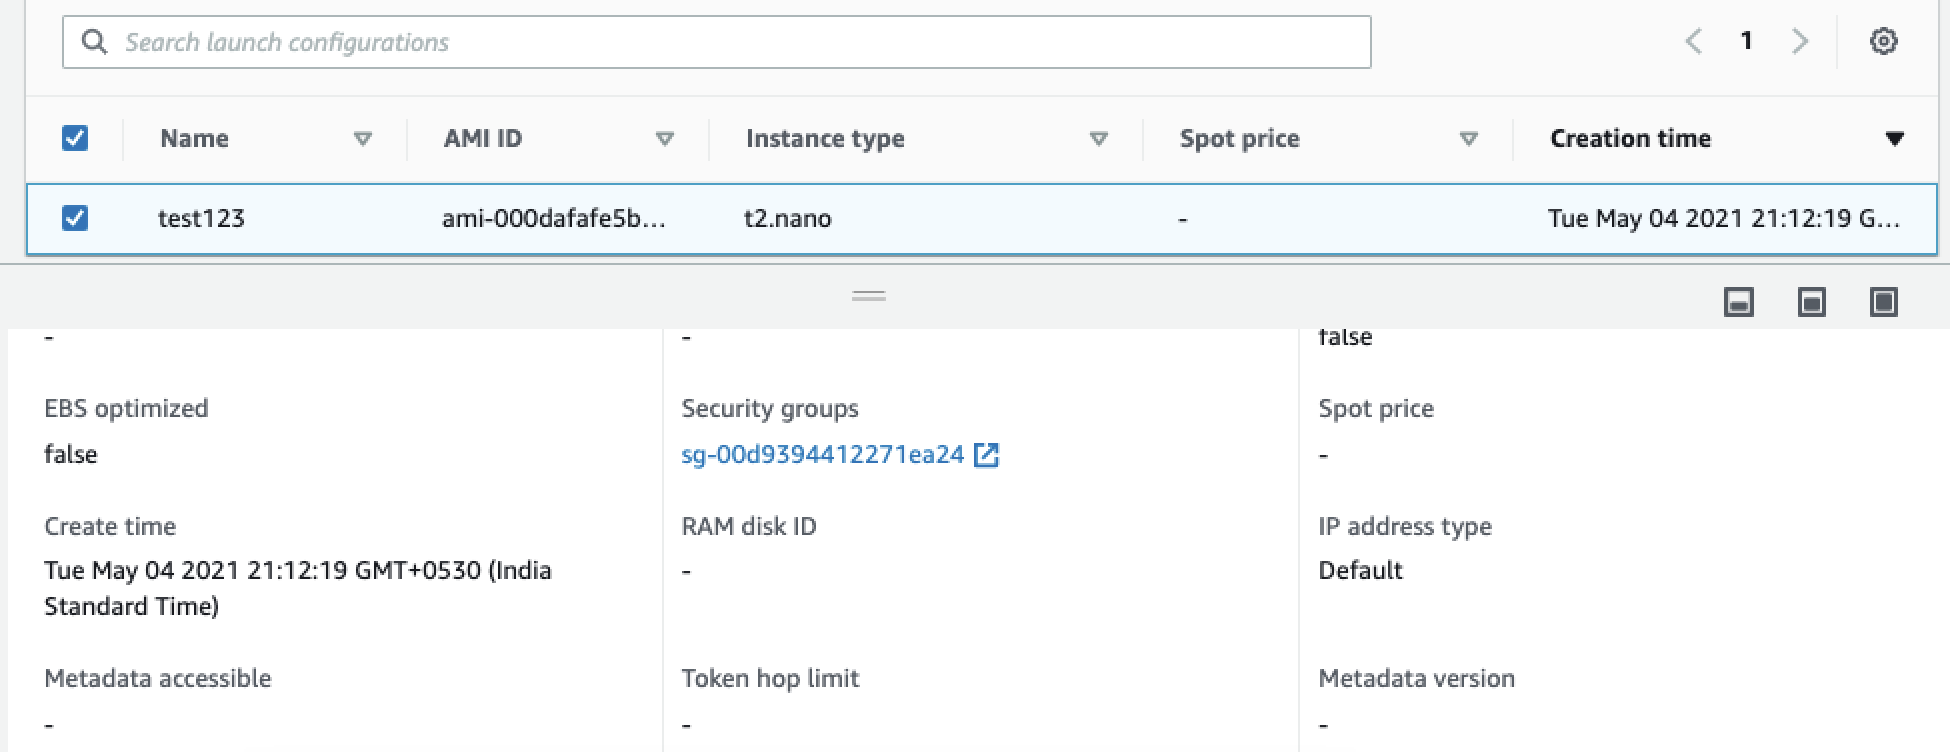 Search launch configurations
1
Name AMI ID Instance type Spot price Creation time
test123 ami-000dafafe5b... t2.nano - Tue May 04 2021 21:12:19 G...
- - false
EBS optimized Security groups Spot price
false sg-00d9394412271ea24 -
Create time RAM disk ID IP address type
Tue May 04 2021 21:12:19 GMT+0530 (India - Default
Standard Time)
Metadata accessible Token hop limit Metadata version
- - -